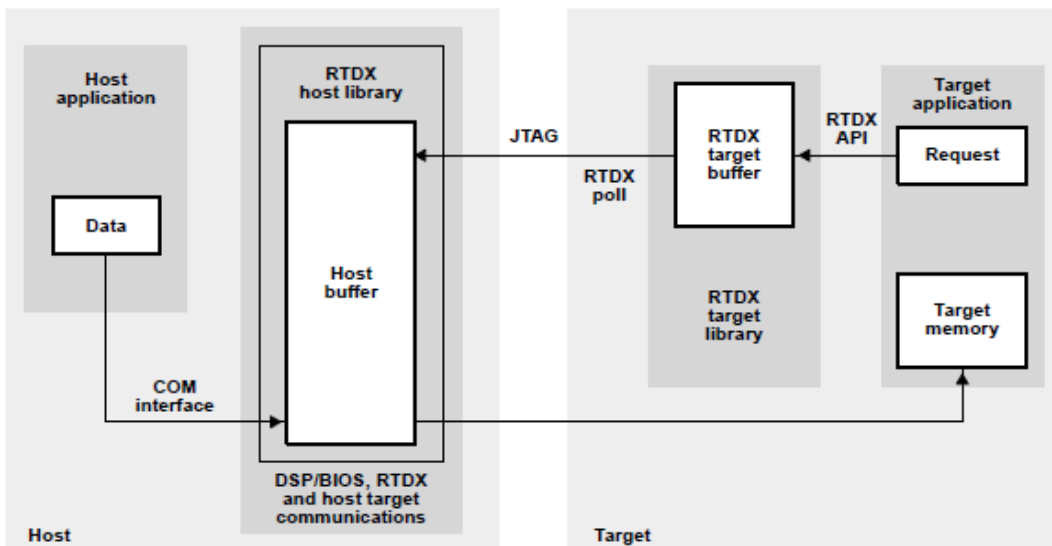 Host
application
Data
COM
interface
RTDX
host library
Host
buffer
DSP/BIOS, RTDX
and host target
communications
Host
JTAG
RTDX
poll
RTDX
target
buffer
RTDX
target
library
RTDX
API
Target
application
Request
Target
memory
Target